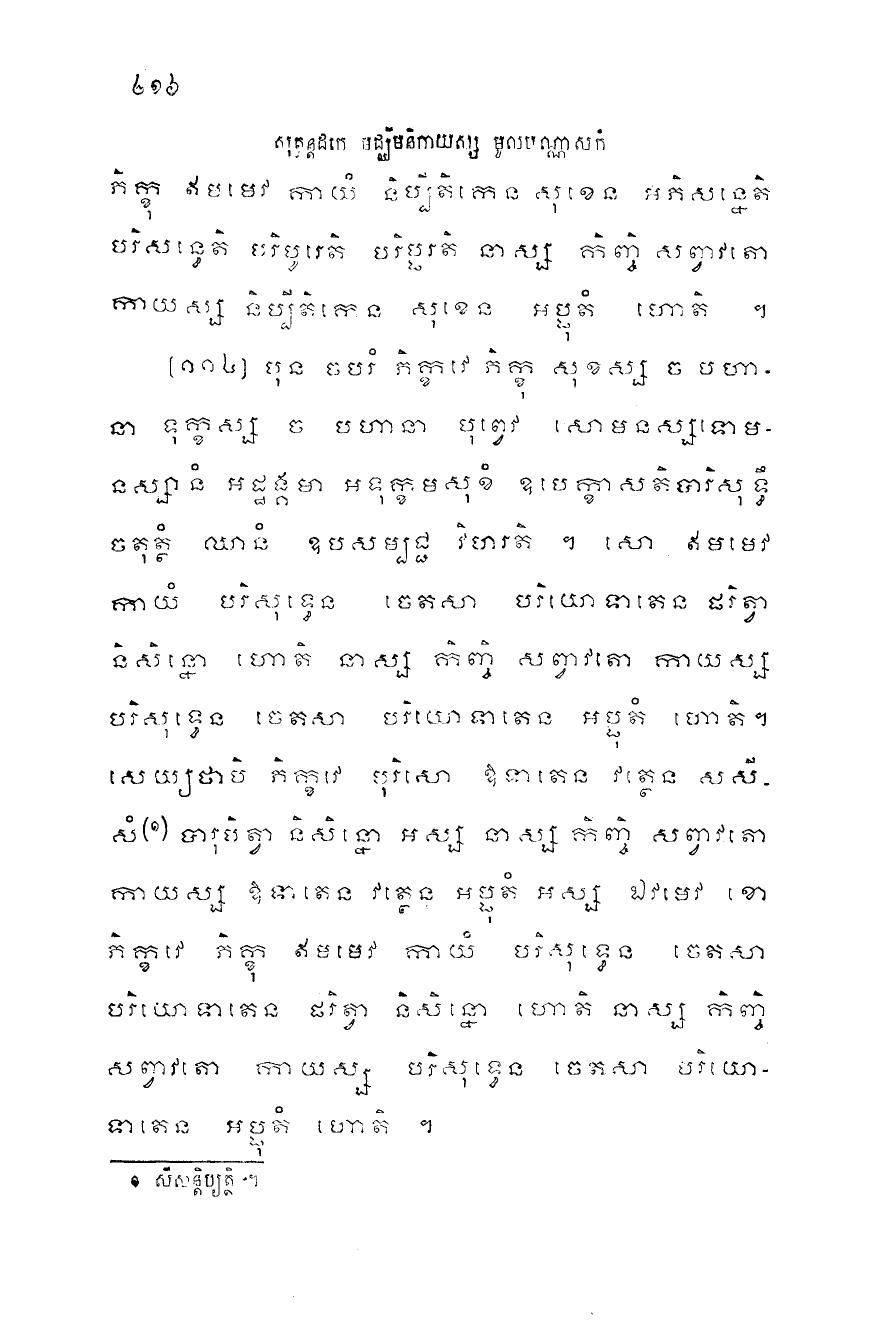 ៤១៦
សុត្តន្តបិដកេ មជ្ឈិមនិកាយស្ស មូលបណ្ណាសកំ
ភិក្ខុ ឥមមេវ កាយំ និប្បីតិកេន សុខេន អភិសន្នេតិ
បរិសន្ទេតិ បរិបូរេតិ បរិប្ផរតិ នាស្ស កិញ្ចិ សព្វាវតោ
កាយស្ស និប្បីតិកេន សុខេន អប្ផុតំ ហោតិ ។
[១១៤] បុន ចបរំ ភិក្ខវេ ភិក្ខុ សុខស្ស ច បហា-
នា ទុក្ខស្ស ច បហានា បុព្វេវ សោមនស្សទោម-
នស្សានំ អដ្ឋង្គមា អទុក្ខមសុខំ ឧបេក្ខាសតិបារិសុទ្ធឹ
ចតុត្ថំ ឈានំ ឧបសម្បជ្ជ វិហរតិ ។ សោ ឥមមេវ
កាយំ បរិសុទ្ធេន ចេតសា បរិយោទាតេន ផរិត្វា
និសិន្នោ ហោតិ នាស្ស កិញ្ចិ សព្វាវតោ កាយស្ស
បរិសុទ្ធេន ចេតសា បរិយោទាតេន អប្ផុតំ ហោតិ។
សេយ្យថាបិ ភិក្ខវេ បុរិសោ ឱទាតេន វត្ថេន សសី-
សំ(១) បារុបិត្វា និសិន្នោ អស្ស នាស្ស កិញ្ចិ សព្វាវតោ
កាយស្ស ឱទាតេន វត្ថេន អប្ផុតំ អស្ស ឯវមេវ ខោ
ភិក្ខវេ ភិក្ខុ ឥមមេវ កាយំ បរិសុទ្ធេន ចេតសា
បរិយោទាតេន ផរិត្វា និសិន្នោ ហោតិ នាស្ស កិញ្ចិ
សព្វាវតោ កាយស្ស បរិសុទ្ធេន ចេតសា បរិយោ-
ទាតេន អប្ផុតំ ហោតិ ។
១ សីសន្តិប្យត្ថិ ។